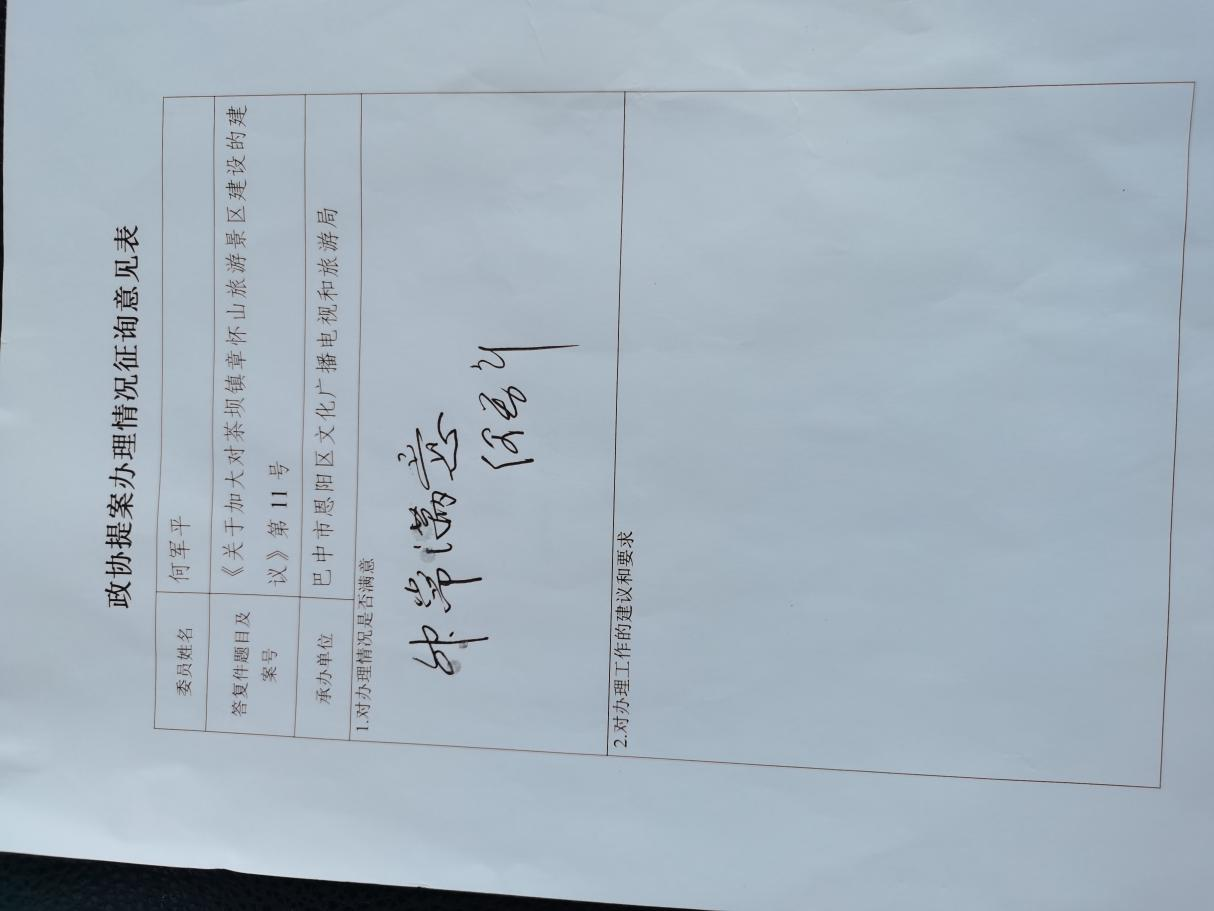 政协提案办理情况征询意见表
委员姓名 何军平
答复件题目及案号 《关于加大对茶坝镇章怀山旅游景区建设的建议》第11号
承办单位 巴中市恩阳区文化广播电视和旅游局
1.对办理情况是否满意
非常满意
2.对办理工作的建议和要求